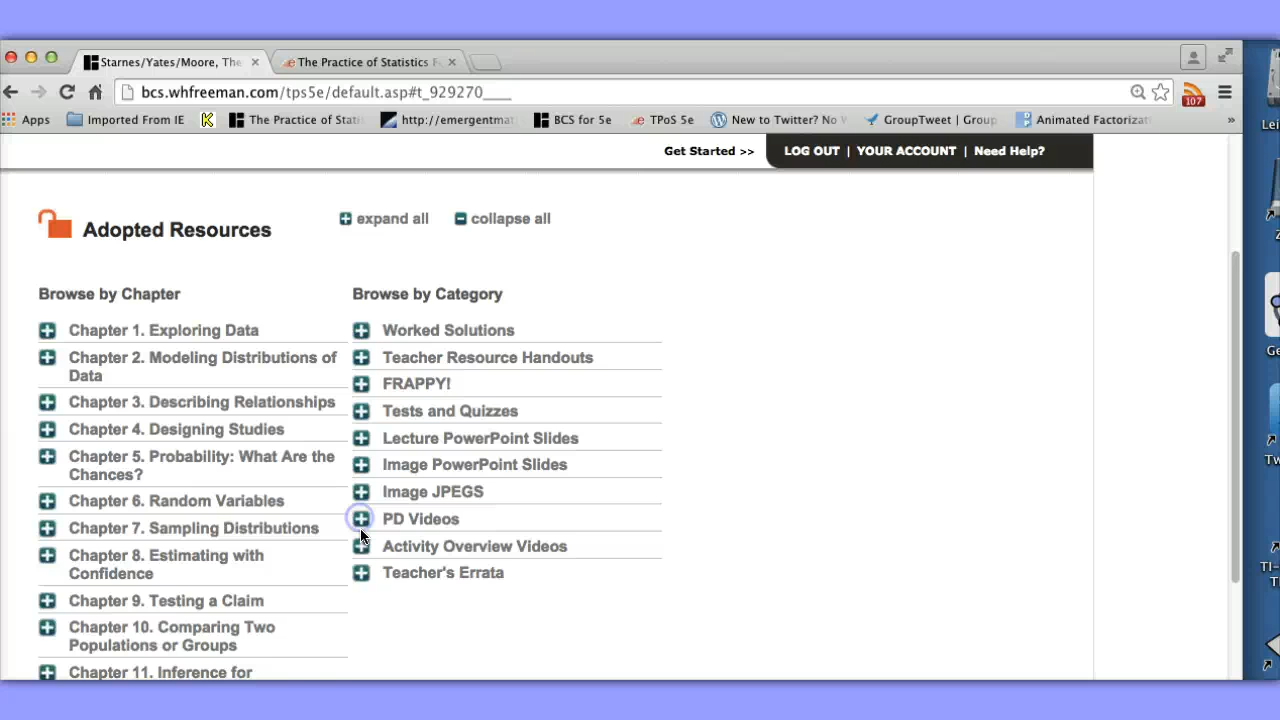 Starnes/Yates/Moore, The
The Practice of Statistics F
bcs.whfreeman.com/tps5e/default.asp#t_929270____
107
Apps
Imported From IE
K
The Practice of Stati
http://emergentmat
BCS for 5e
TPoS 5e
New to Twitter? No
GroupTweet | Group
Animated Factorizat
»
Get Started >>
LOG OUT | YOUR ACCOUNT | Need Help?
Adopted Resources
expand all
collapse all
Browse by Chapter
Chapter 1. Exploring Data
Chapter 2. Modeling Distributions of
Data
Chapter 3. Describing Relationships
Chapter 4. Designing Studies
Chapter 5. Probability: What Are the
Chances?
Chapter 6. Random Variables
Chapter 7. Sampling Distributions
Chapter 8. Estimating with
Confidence
Chapter 9. Testing a Claim
Chapter 10. Comparing Two
Populations or Groups
Chapter 11. Inference for
Browse by Category
Worked Solutions
Teacher Resource Handouts
FRAPPY!
Tests and Quizzes
Lecture PowerPoint Slides
Image PowerPoint Slides
Image JPEGS
PD Videos
Activity Overview Videos
Teacher's Errata
Lei
Z
Ge
Tw
TI-